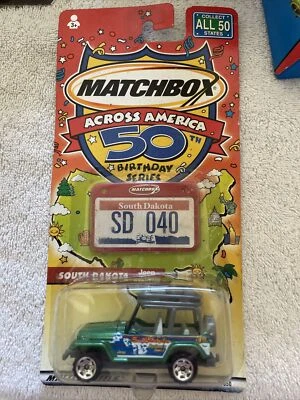 COLLECT
ALL 50
STATES
3+
MATCHBOX
ACROSS AMERICA
50TH
BIRTHDAY
SERIES
MATCHBOX
South Dakota
SD 040
SOUTH DAKOTA
Jeep